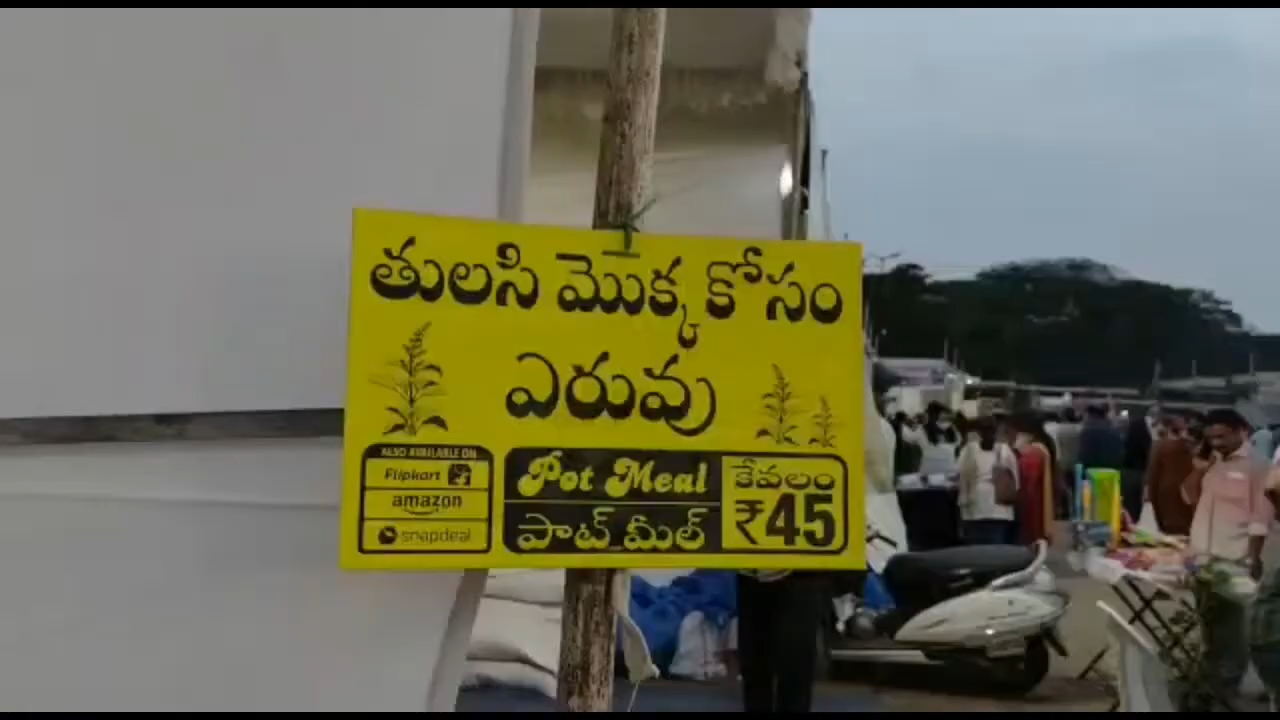 తులసి మొక్క కోసం
ఎరువు
ALSO AVAILABLE ON
Flipkart
amazon
snapdeal
Pot Meal
పాట్ మీల్
కేవలం
₹45